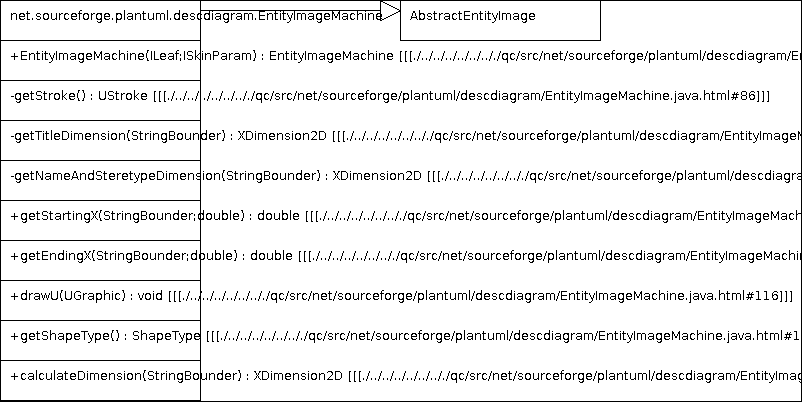 net.sourceforge.plantuml.descdiagram.EntityImageMachine
AbstractEntityImage
+EntityImageMachine(ILeaf;ISkinParam) : EntityImageMachine [[[./../../../../../../qc/src/net/sourceforge/plantuml/descdiagram/En
-getStroke() : UStroke [[[./../../../../../../qc/src/net/sourceforge/plantuml/descdiagram/EntityImageMachine.java.html#86]]]
-getTitleDimension(StringBounder) : XDimension2D [[[./../../../../../../qc/src/net/sourceforge/plantuml/descdiagram/EntityImageM
-getNameAndSteretypeDimension(StringBounder) : XDimension2D [[[./../../../../../../qc/src/net/sourceforge/plantuml/descdiagra
+getStartingX(StringBounder;double) : double [[[./../../../../../../qc/src/net/sourceforge/plantuml/descdiagram/EntityImageMach
+getEndingX(StringBounder;double) : double [[[./../../../../../../qc/src/net/sourceforge/plantuml/descdiagram/EntityImageMachin
+drawU(UGraphic) : void [[[./../../../../../../qc/src/net/sourceforge/plantuml/descdiagram/EntityImageMachine.java.html#116]]]
+getShapeType() : ShapeType [[[./../../../../../../qc/src/net/sourceforge/plantuml/descdiagram/EntityImageMachine.java.html#1
+calculateDimension(StringBounder) : XDimension2D [[[./../../../../../../qc/src/net/sourceforge/plantuml/descdiagram/EntityImag